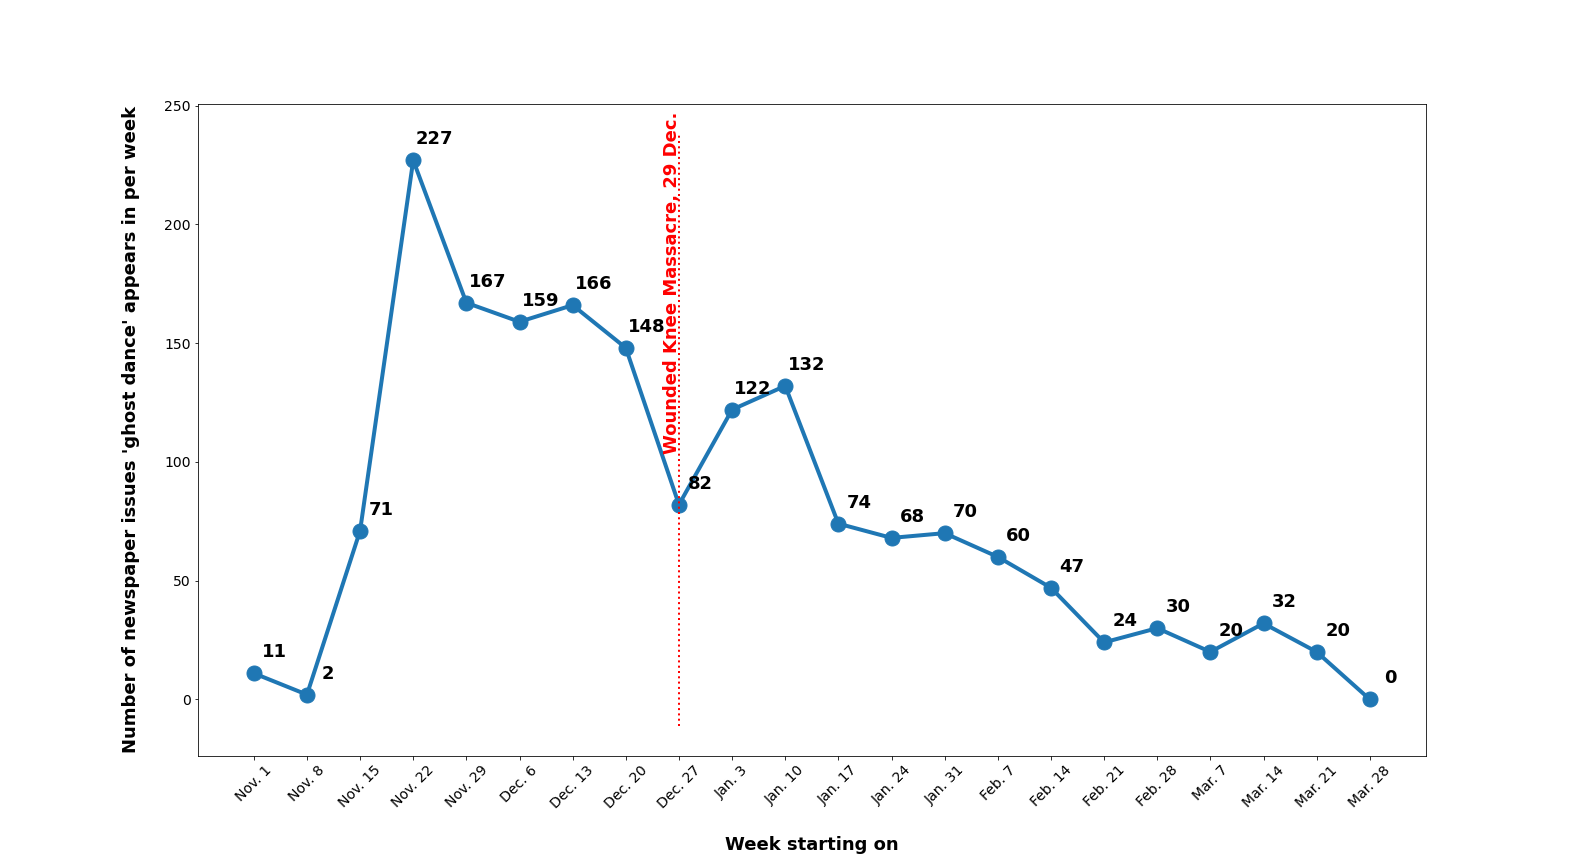 Number of newspaper issues 'ghost dance' appears in per week
250
200
150
100
50
0
11
2
71
227
167
159
166
148
Wounded Knee Massacre, 29 Dec.
82
122
132
74
68
70
60
47
24
30
20
32
20
0
Nov. 1
Nov. 8
Nov. 15
Nov. 22
Nov. 29
Dec. 6
Dec. 13
Dec. 20
Dec. 27
Jan. 3
Jan. 10
Jan. 17
Jan. 24
Jan. 31
Feb. 7
Feb. 14
Feb. 21
Feb. 28
Mar. 7
Mar. 14
Mar. 21
Mar. 28
Week starting on